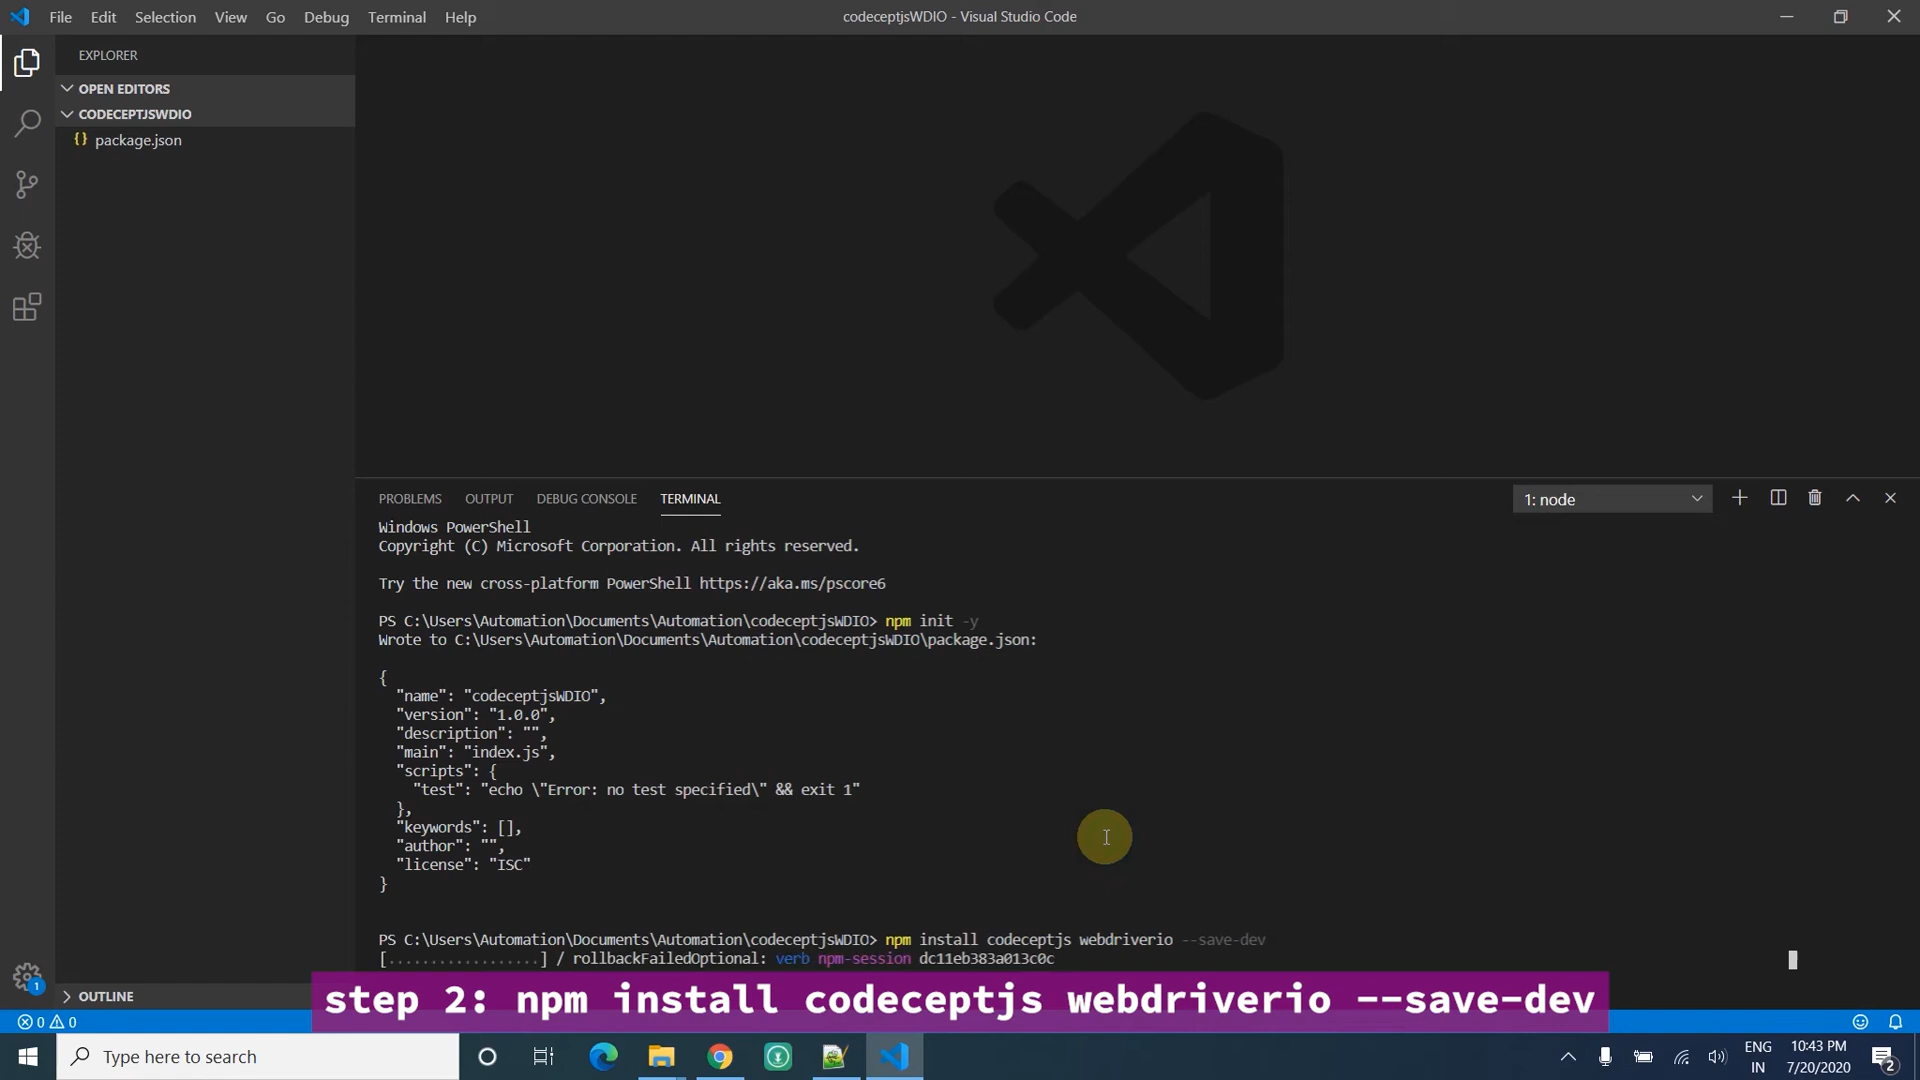 File Edit Selection View Go Debug Terminal Help
codeceptjsWDIO - Visual Studio Code
EXPLORER
OPEN EDITORS
CODECEPTJSWDIO
{} package.json
PROBLEMS OUTPUT DEBUG CONSOLE TERMINAL
1: node
Windows PowerShell
Copyright (C) Microsoft Corporation. All rights reserved.
Try the new cross-platform PowerShell https://aka.ms/pscore6
PS C:\Users\Automation\Documents\Automation\codeceptjsWDIO> npm init -y
Wrote to C:\Users\Automation\Documents\Automation\codeceptjsWDIO\package.json:
{
"name": "codeceptjsWDIO",
"version": "1.0.0",
"description": "",
"main": "index.js",
"scripts": {
"test": "echo \"Error: no test specified\" && exit 1"
},
"keywords": [],
"author": "",
"license": "ISC"
}
PS C:\Users\Automation\Documents\Automation\codeceptjsWDIO> npm install codeceptjs webdriverio --save-dev
[..................] / rollbackFailedOptional: verb npm-session dc11eb383a013c0c
1
OUTLINE
step 2: npm install codeceptjs webdriverio --save-dev
0 0
Type here to search
ENG
IN
10:43 PM
7/20/2020
2